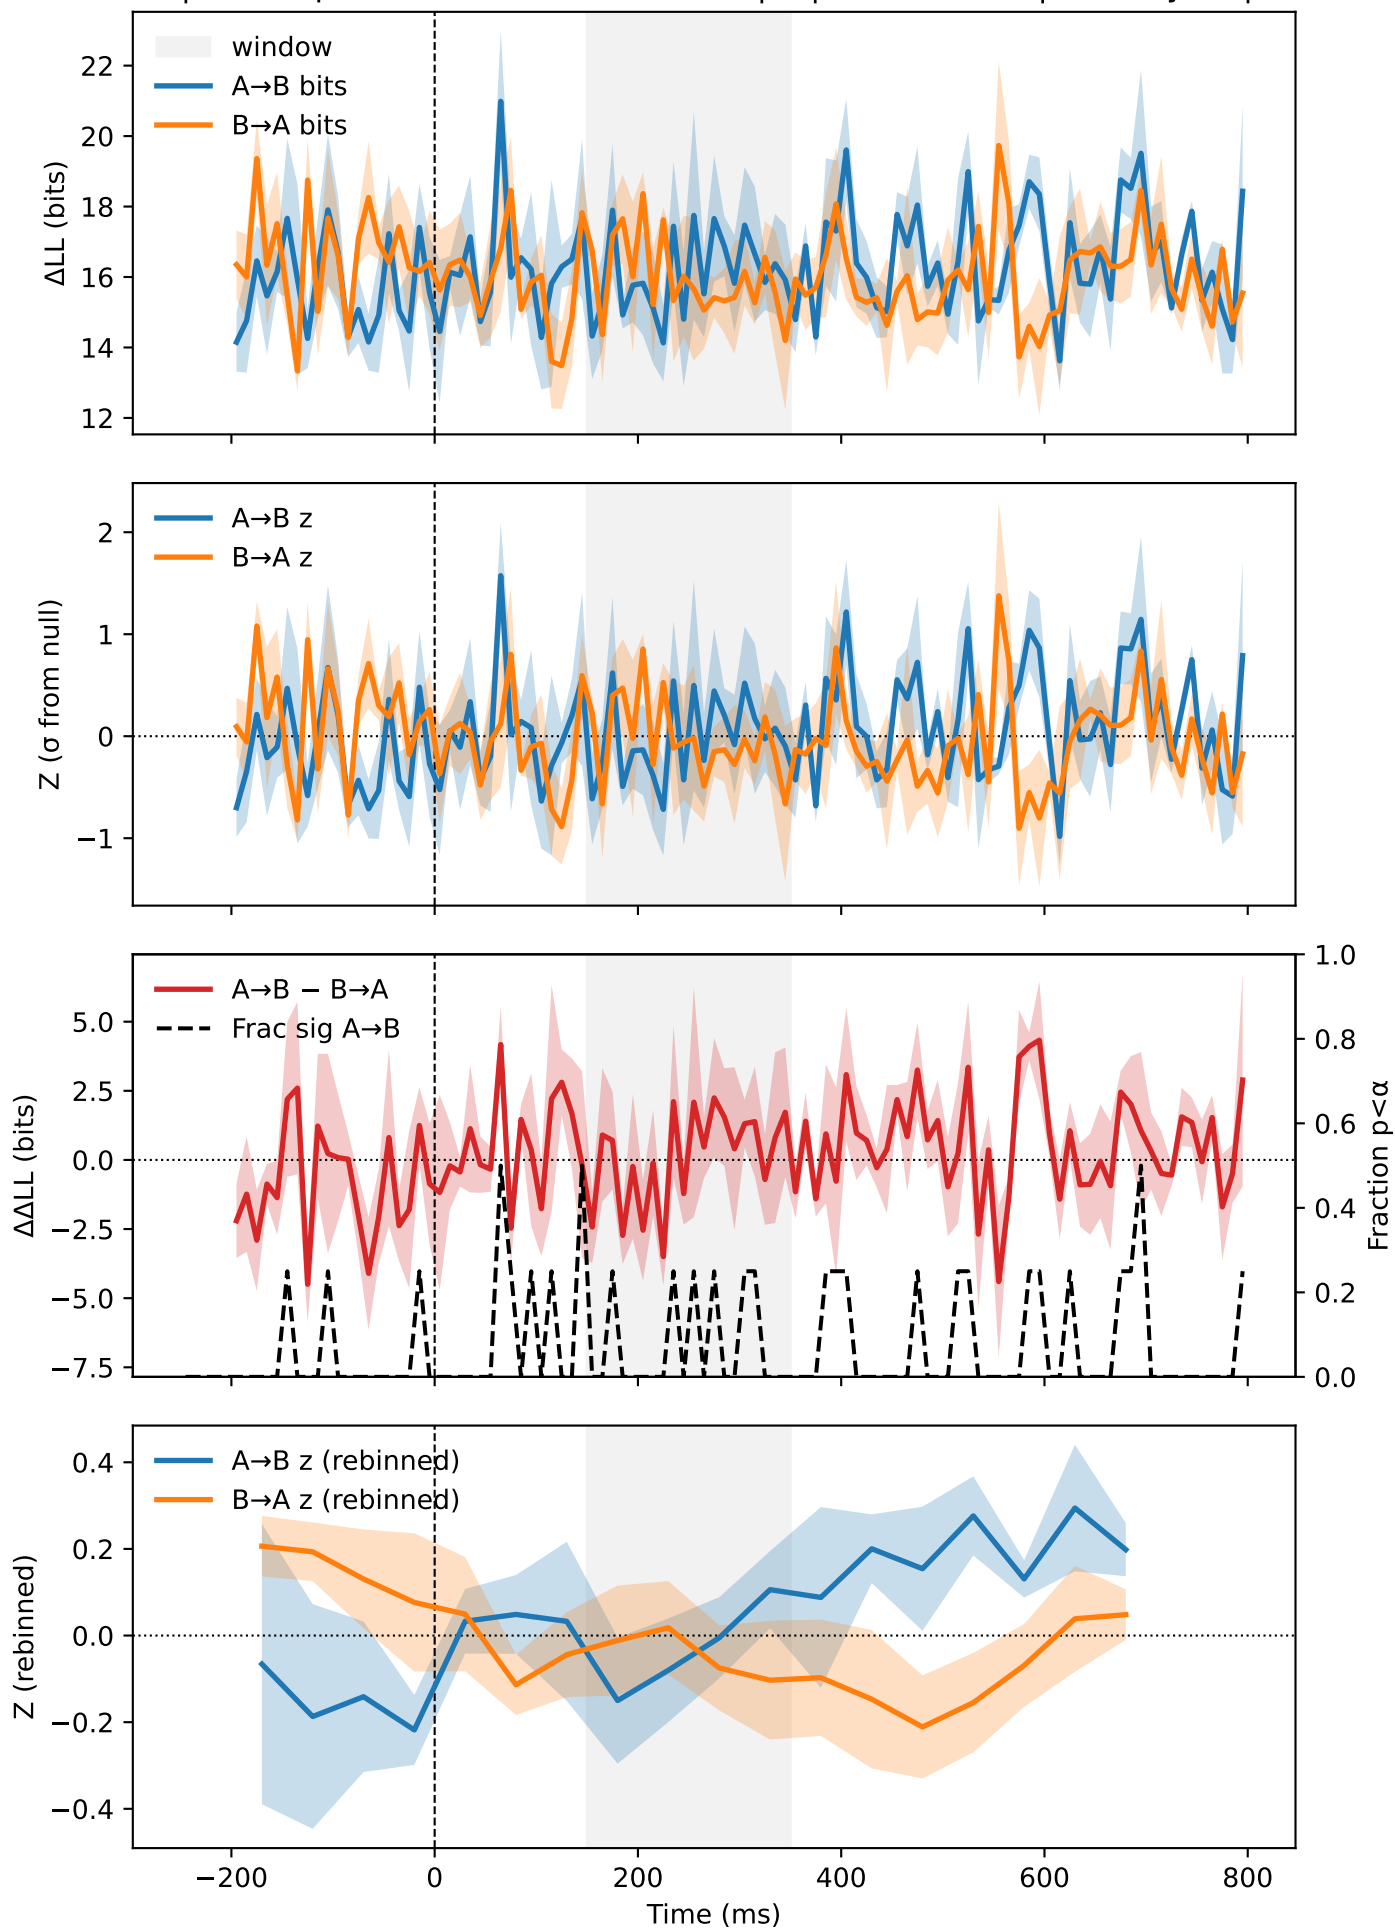 window
A→B bits
B→A bits
22
20
18
16
14
12
ΔLL (bits)
A→B z
B→A z
2
1
0
−1
Z (σ from null)
A→B − B→A
Frac sig A→B
5.0
2.5
0.0
−2.5
−5.0
−7.5
ΔΔLL (bits)
1.0
0.8
0.6
0.4
0.2
0.0
Fraction p<α
A→B z (rebinned)
B→A z (rebinned)
0.4
0.2
0.0
−0.2
−0.4
Z (rebinned)
−200 0 200 400 600 800
Time (ms)